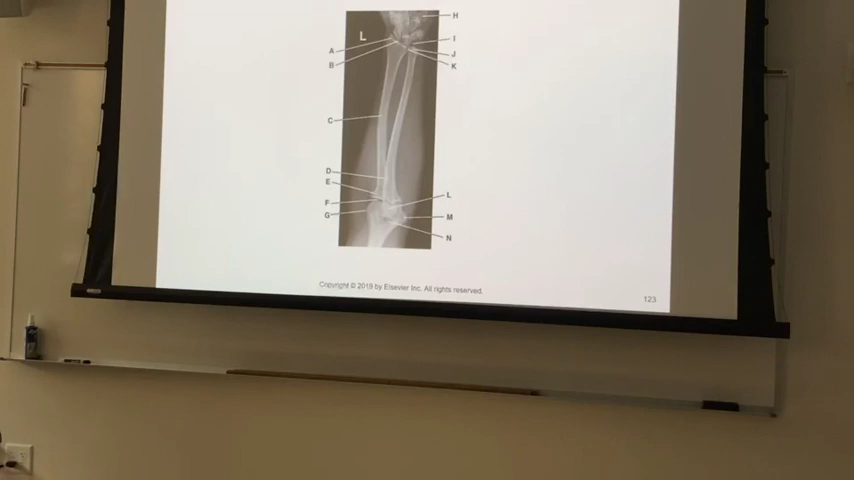 L
H
A
I
B
J
K
C
D
E
L
F
G
M
N
Copyright © 2019 by Elsevier Inc. All rights reserved.
123